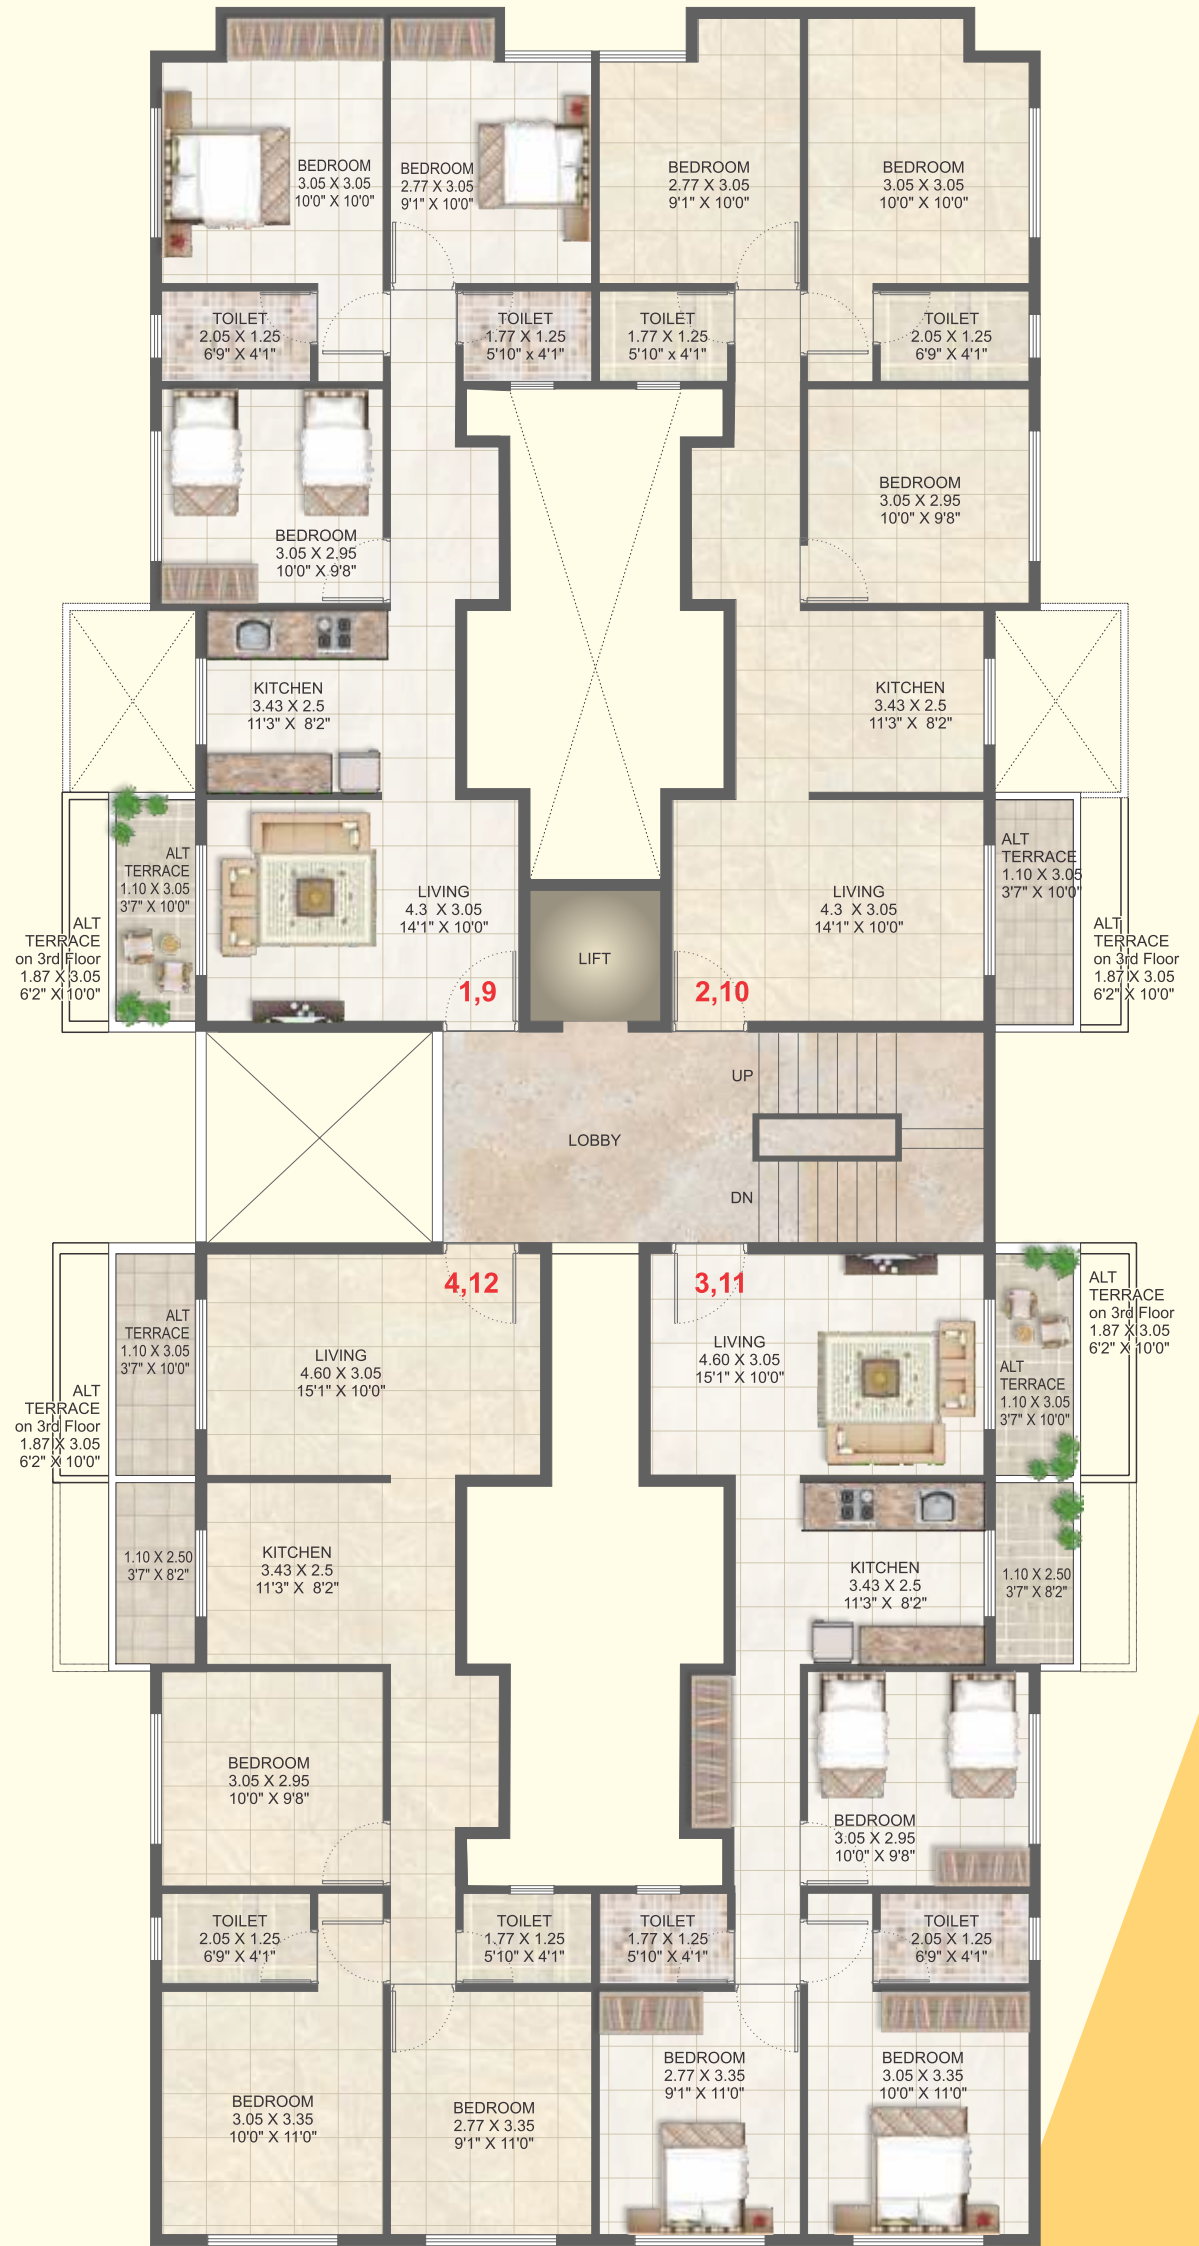 BEDROOM
3.05 X 3.05
10'0" X 10'0"
BEDROOM
2.77 X 3.05
9'1" X 10'0"
BEDROOM
2.77 X 3.05
9'1" X 10'0"
BEDROOM
3.05 X 3.05
10'0" X 10'0"
TOILET
2.05 X 1.25
6'9" X 4'1"
TOILET
1.77 X 1.25
5'10" x 4'1"
TOILET
1.77 X 1.25
5'10" x 4'1"
TOILET
2.05 X 1.25
6'9" X 4'1"
BEDROOM
3.05 X 2.95
10'0" X 9'8"
BEDROOM
3.05 X 2.95
10'0" X 9'8"
KITCHEN
3.43 X 2.5
11'3" X 8'2"
KITCHEN
3.43 X 2.5
11'3" X 8'2"
ALT
TERRACE
1.10 X 3.05
3'7" X 10'0"
ALT
TERRACE
on 3rd Floor
1.87 X 3.05
6'2" X 10'0"
LIVING
4.3 X 3.05
14'1" X 10'0"
1,9
LIFT
LIVING
4.3 X 3.05
14'1" X 10'0"
2,10
ALT
TERRACE
1.10 X 3.05
3'7" X 10'0"
ALT
TERRACE
on 3rd Floor
1.87 X 3.05
6'2" X 10'0"
UP
LOBBY
DN
4,12
3,11
ALT
TERRACE
1.10 X 3.05
3'7" X 10'0"
ALT
TERRACE
on 3rd Floor
1.87 X 3.05
6'2" X 10'0"
LIVING
4.60 X 3.05
15'1" X 10'0"
LIVING
4.60 X 3.05
15'1" X 10'0"
ALT
TERRACE
on 3rd Floor
1.87 X 3.05
6'2" X 10'0"
ALT
TERRACE
1.10 X 3.05
3'7" X 10'0"
1.10 X 2.50
3'7" X 8'2"
KITCHEN
3.43 X 2.5
11'3" X 8'2"
KITCHEN
3.43 X 2.5
11'3" X 8'2"
1.10 X 2.50
3'7" X 8'2"
BEDROOM
3.05 X 2.95
10'0" X 9'8"
BEDROOM
3.05 X 2.95
10'0" X 9'8"
TOILET
2.05 X 1.25
6'9" X 4'1"
TOILET
1.77 X 1.25
5'10" X 4'1"
TOILET
1.77 X 1.25
5'10" X 4'1"
TOILET
2.05 X 1.25
6'9" X 4'1"
BEDROOM
3.05 X 3.35
10'0" X 11'0"
BEDROOM
2.77 X 3.35
9'1" X 11'0"
BEDROOM
2.77 X 3.35
9'1" X 11'0"
BEDROOM
3.05 X 3.35
10'0" X 11'0"